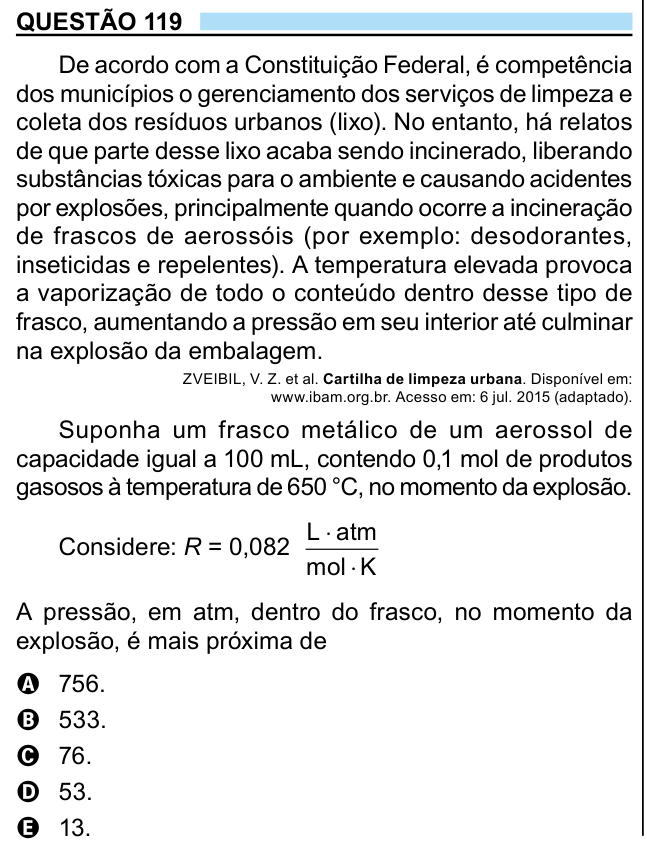 QUESTÃO 119
De acordo com a Constituição Federal, é competência
dos municípios o gerenciamento dos serviços de limpeza e
coleta dos resíduos urbanos (lixo). No entanto, há relatos
de que parte desse lixo acaba sendo incinerado, liberando
substâncias tóxicas para o ambiente e causando acidentes
por explosões, principalmente quando ocorre a incineração
de frascos de aerossóis (por exemplo: desodorantes,
inseticidas e repelentes). A temperatura elevada provoca
a vaporização de todo o conteúdo dentro desse tipo de
frasco, aumentando a pressão em seu interior até culminar
na explosão da embalagem.
ZVEIBIL, V. Z. et al. Cartilha de limpeza urbana. Disponível em:
www.ibam.org.br. Acesso em: 6 jul. 2015 (adaptado).
Suponha um frasco metálico de um aerossol de
capacidade igual a 100 mL, contendo 0,1 mol de produtos
gasosos à temperatura de 650 °C, no momento da explosão.
Considere: R = 0,082 L · atm
mol · K
A pressão, em atm, dentro do frasco, no momento da
explosão, é mais próxima de
A 756.
B 533.
C 76.
D 53.
E 13.